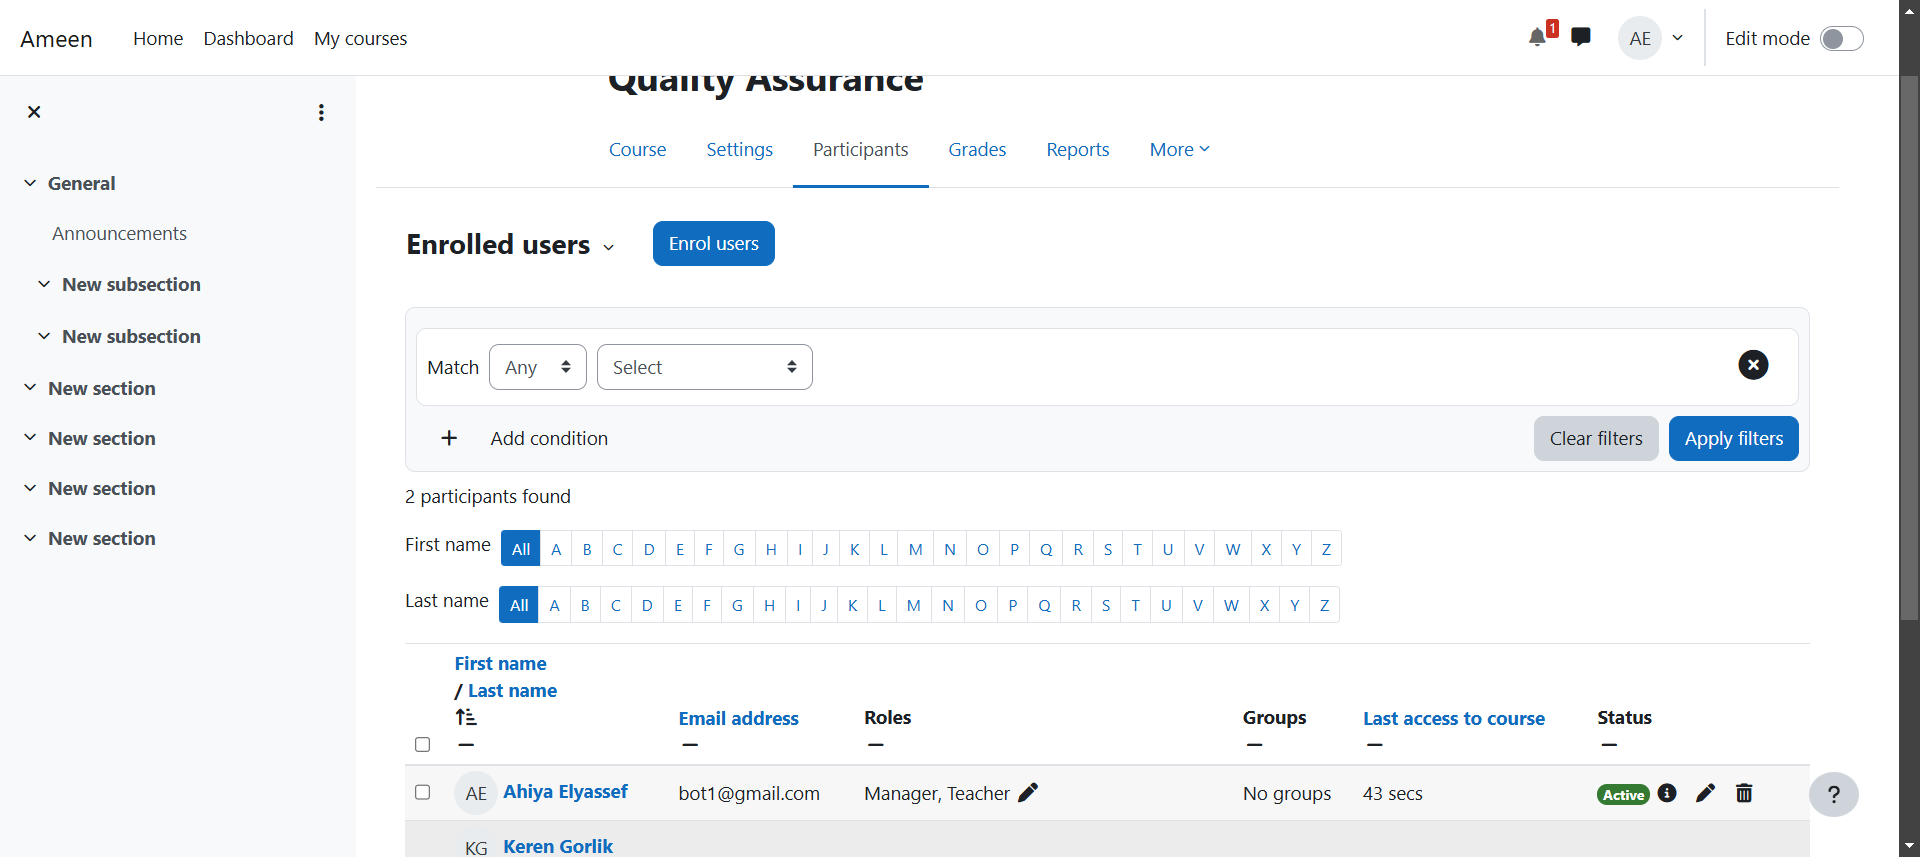 Ameen Home Dashboard My courses 1 AE Edit mode
Quality Assurance
Course Settings Participants Grades Reports More
General
Announcements
New subsection
New subsection
New section
New section
New section
New section
Enrolled users Enrol users
Match Any Select
+ Add condition Clear filters Apply filters
2 participants found
First name All A B C D E F G H I J K L M N O P Q R S T U V W X Y Z
Last name All A B C D E F G H I J K L M N O P Q R S T U V W X Y Z
First name
/ Last name
Email address Roles Groups Last access to course Status
AE Ahiya Elyassef bot1@gmail.com Manager, Teacher No groups 43 secs Active ?
KG Keren Gorlik